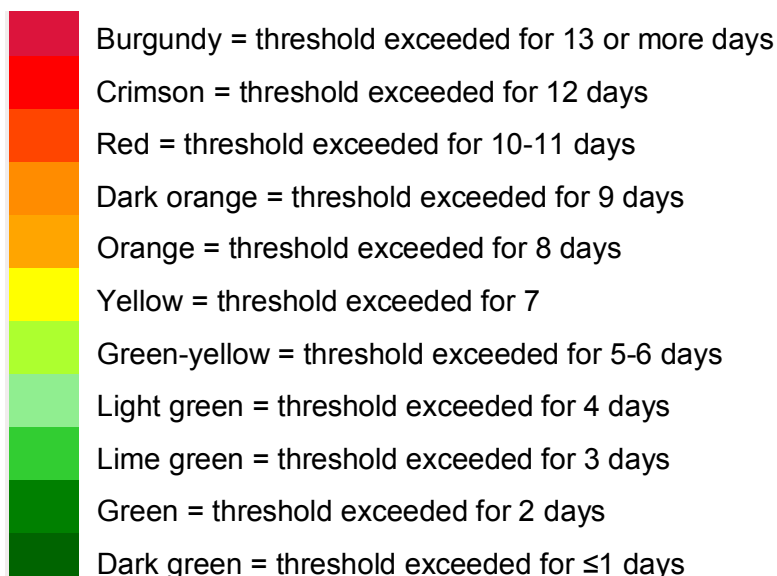 Burgundy = threshold exceeded for 13 or more days
Crimson = threshold exceeded for 12 days
Red = threshold exceeded for 10-11 days
Dark orange = threshold exceeded for 9 days
Orange = threshold exceeded for 8 days
Yellow = threshold exceeded for 7
Green-yellow = threshold exceeded for 5-6 days
Light green = threshold exceeded for 4 days
Lime green = threshold exceeded for 3 days
Green = threshold exceeded for 2 days
Dark green = threshold exceeded for ≤1 days